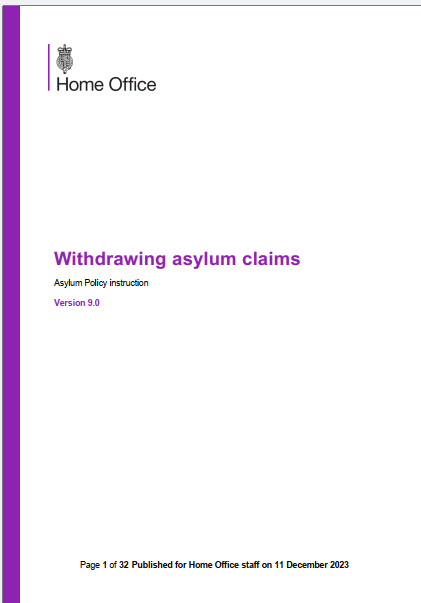 Home Office
Withdrawing asylum claims
Asylum Policy instruction
Version 9.0
Page 1 of 32 Published for Home Office staff on 11 December 2023